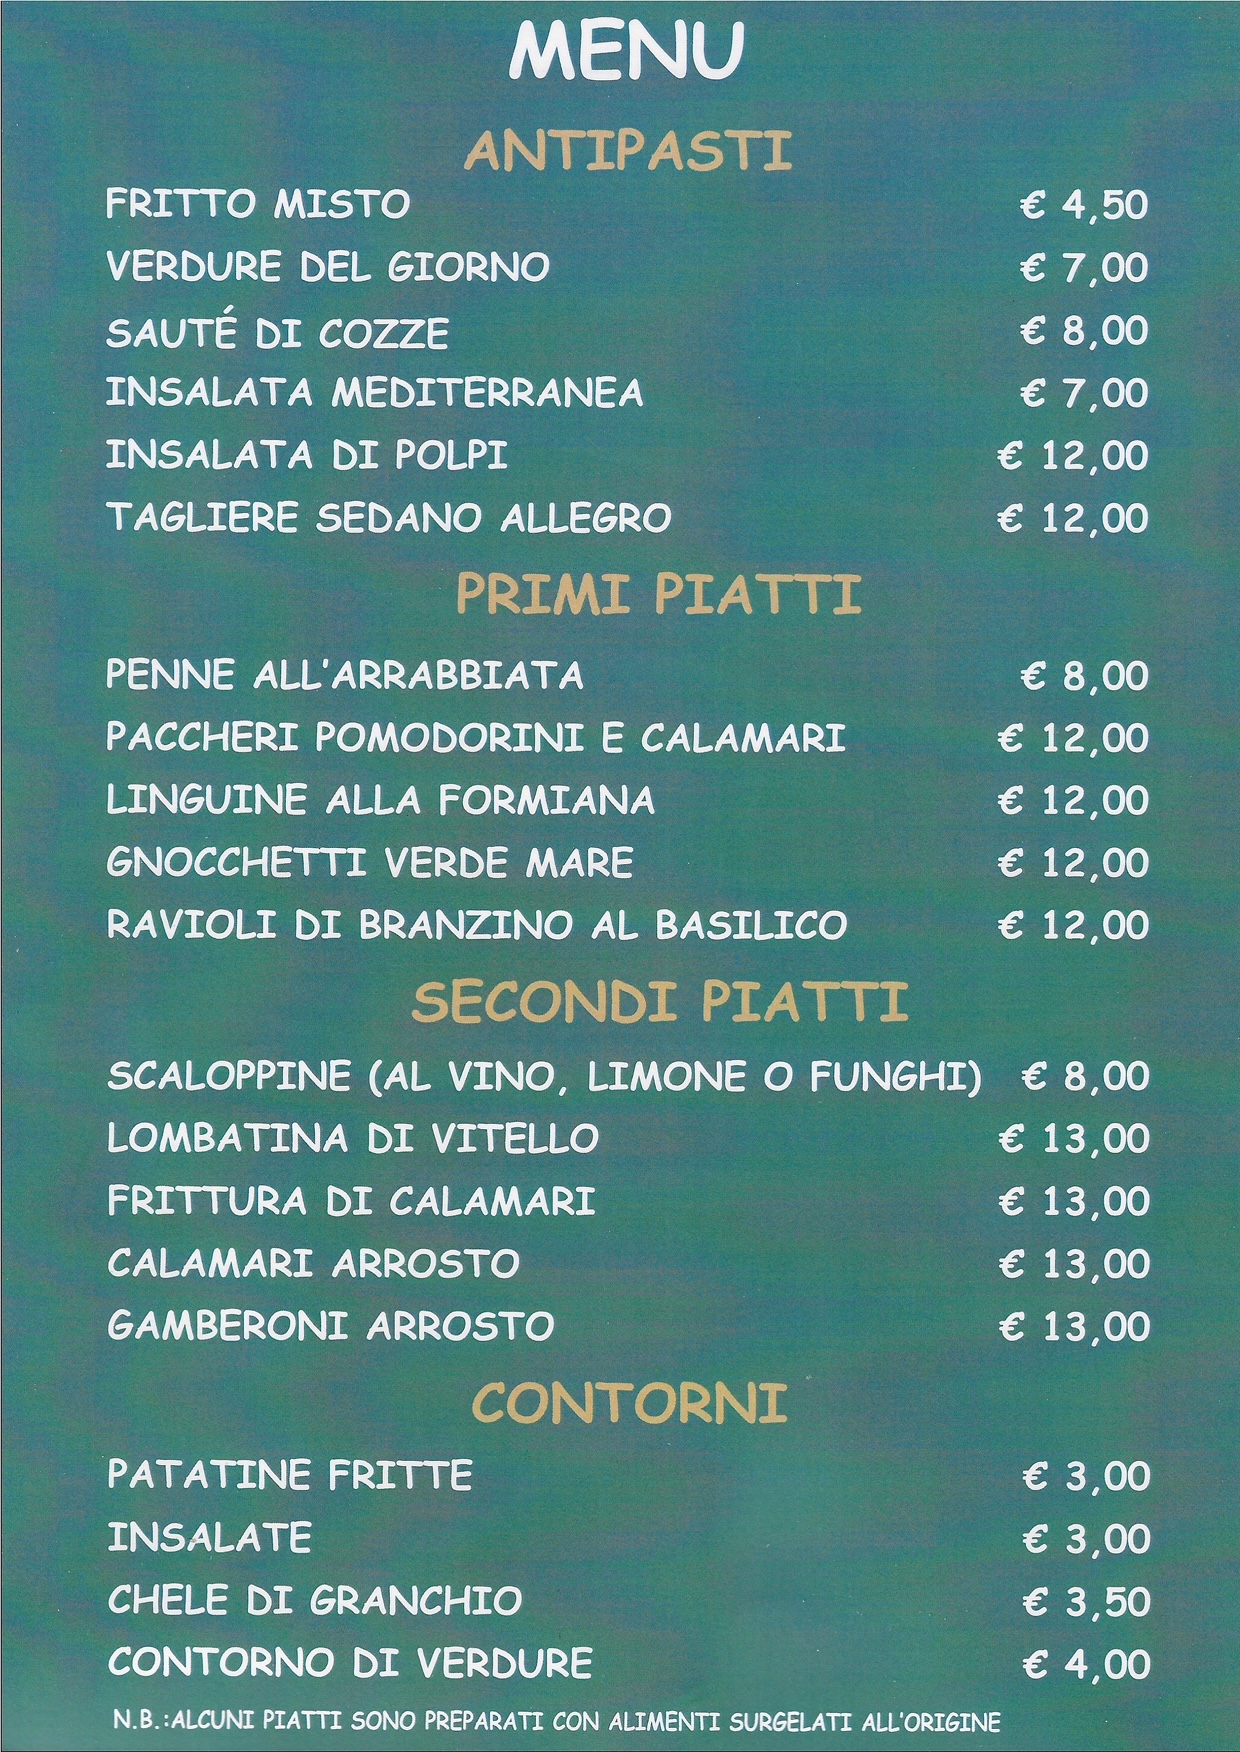 MENU
ANTIPASTI
FRITTO MISTO € 4,50
VERDURE DEL GIORNO € 7,00
SAUTÉ DI COZZE € 8,00
INSALATA MEDITERRANEA € 7,00
INSALATA DI POLPI € 12,00
TAGLIERE SEDANO ALLEGRO € 12,00
PRIMI PIATTI
PENNE ALL'ARRABBIATA € 8,00
PACCHERI POMODORINI E CALAMARI € 12,00
LINGUINE ALLA FORMIANA € 12,00
GNOCCHETTI VERDE MARE € 12,00
RAVIOLI DI BRANZINO AL BASILICO € 12,00
SECONDI PIATTI
SCALOPPINE (AL VINO, LIMONE O FUNGHI) € 8,00
LOMBATINA DI VITELLO € 13,00
FRITTURA DI CALAMARI € 13,00
CALAMARI ARROSTO € 13,00
GAMBERONI ARROSTO € 13,00
CONTORNI
PATATINE FRITTE € 3,00
INSALATE € 3,00
CHELE DI GRANCHIO € 3,50
CONTORNO DI VERDURE € 4,00
N.B.:ALCUNI PIATTI SONO PREPARATI CON ALIMENTI SURGELATI ALL'ORIGINE